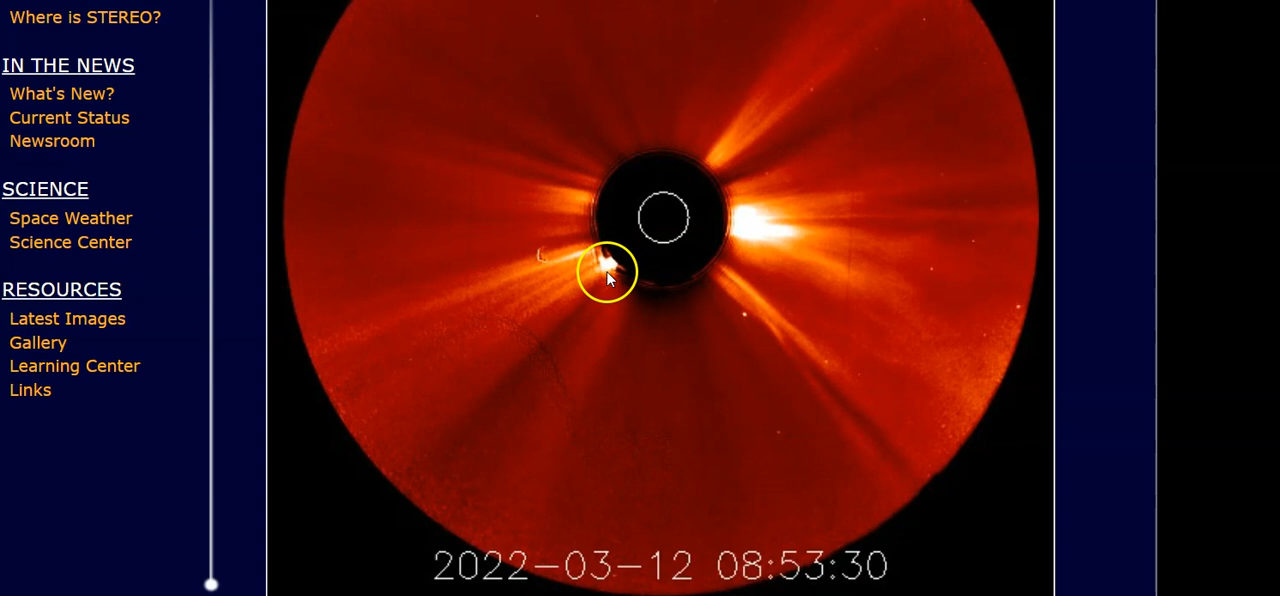 Where is STEREO?
IN THE NEWS
What's New?
Current Status
Newsroom
SCIENCE
Space Weather
Science Center
RESOURCES
Latest Images
Gallery
Learning Center
Links
2022-03-12 08:53:30